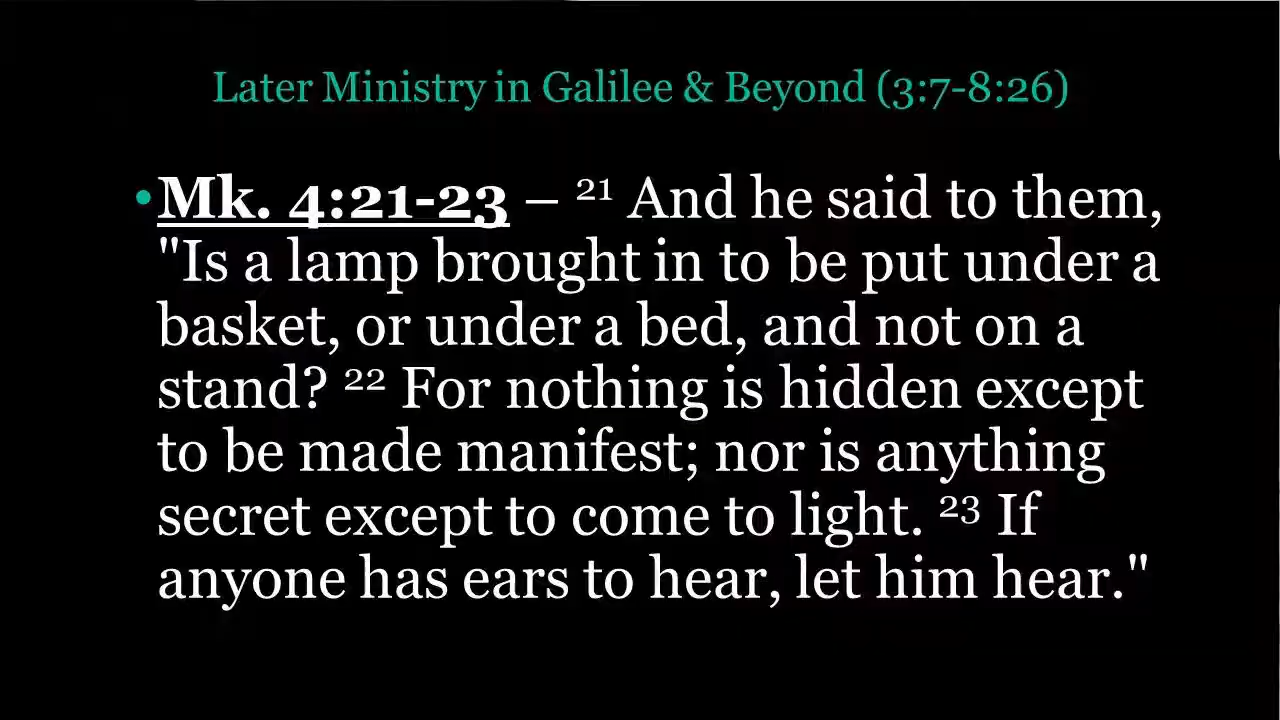 Later Ministry in Galilee & Beyond (3:7-8:26)
•Mk. 4:21-23 – 21 And he said to them,
"Is a lamp brought in to be put under a
basket, or under a bed, and not on a
stand? 22 For nothing is hidden except
to be made manifest; nor is anything
secret except to come to light. 23 If
anyone has ears to hear, let him hear."